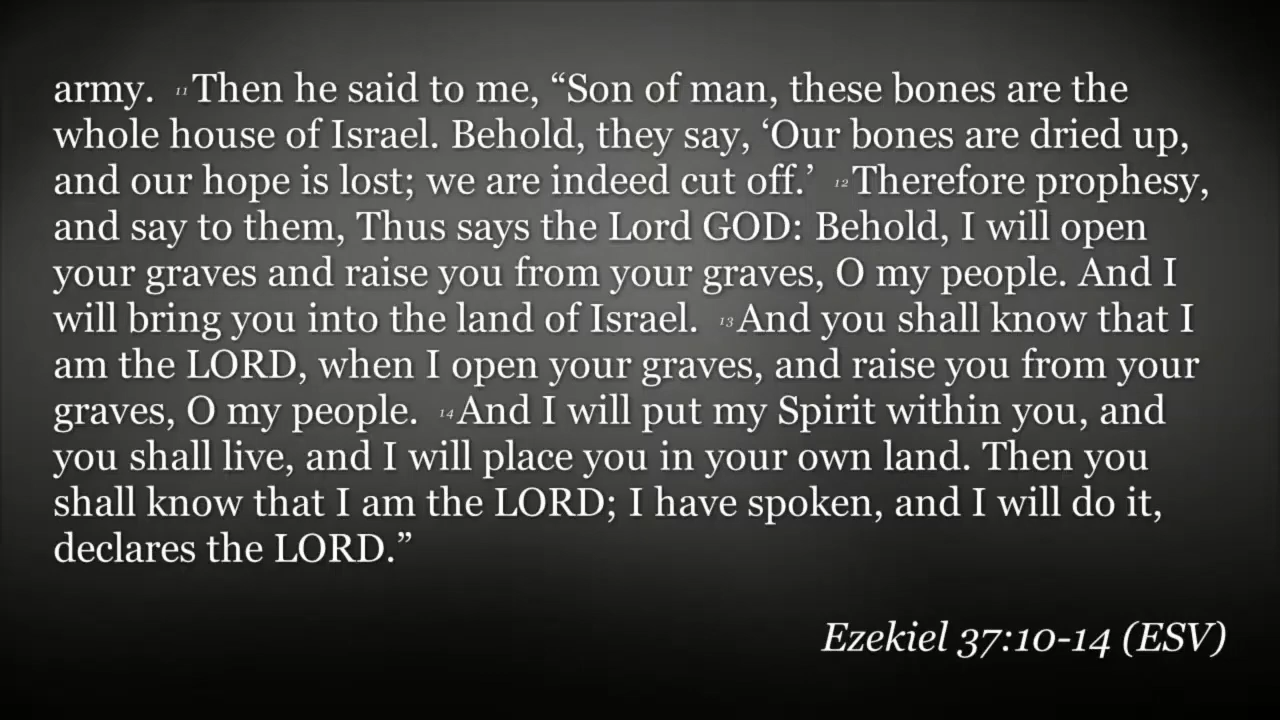 army. 11 Then he said to me, “Son of man, these bones are the
whole house of Israel. Behold, they say, ‘Our bones are dried up,
and our hope is lost; we are indeed cut off.’ 12 Therefore prophesy,
and say to them, Thus says the Lord GOD: Behold, I will open
your graves and raise you from your graves, O my people. And I
will bring you into the land of Israel. 13 And you shall know that I
am the LORD, when I open your graves, and raise you from your
graves, O my people. 14 And I will put my Spirit within you, and
you shall live, and I will place you in your own land. Then you
shall know that I am the LORD; I have spoken, and I will do it,
declares the LORD.”
Ezekiel 37:10-14 (ESV)